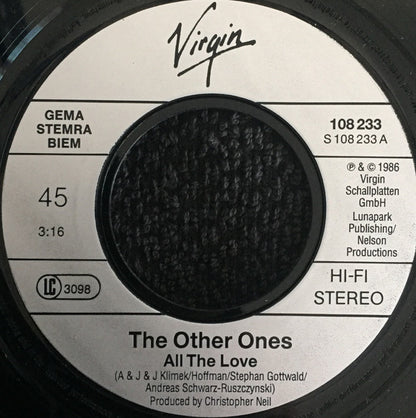 Virgin
GEMA
STEMRA
BIEM
108 233
S 108 233 A
45
3:16
℗ & © 1986
Virgin
Schallplatten
GmbH
Lunapark
Publishing/
Nelson
Productions
LC 3098
HI-FI
STEREO
The Other Ones
All The Love
(A & J & J Klimek/Hoffman/Stephan Gottwald/
Andreas Schwarz-Ruszczynski)
Produced by Christopher Neil